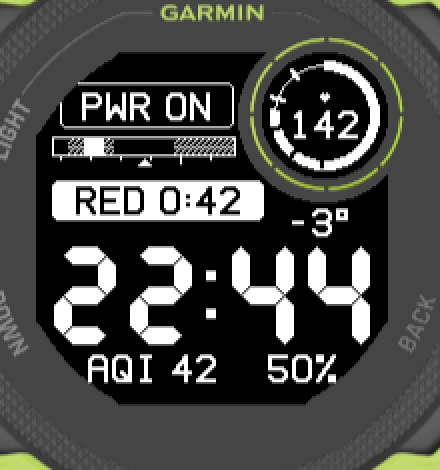 GARMIN
PWR ON
142
LIGHT
RED 0:42
-3°
22:44
DOWN
BACK
AQI 42 50%